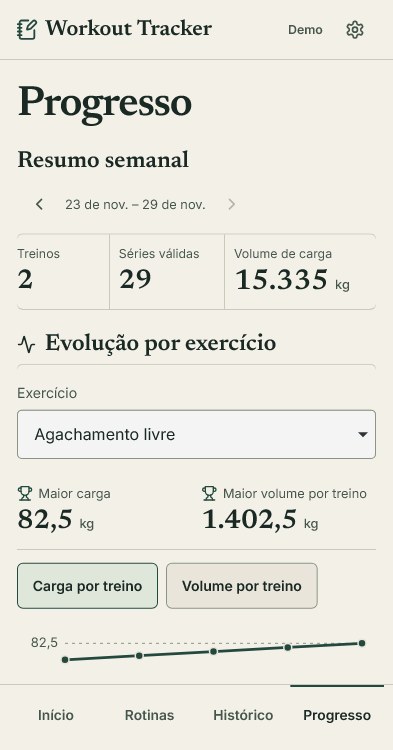 Workout Tracker
Demo
Progresso
Resumo semanal
23 de nov. – 29 de nov.
Treinos
2
Séries válidas
29
Volume de carga
15.335 kg
Evolução por exercício
Exercício
Agachamento livre
Maior carga
82,5 kg
Maior volume por treino
1.402,5 kg
Carga por treino
Volume por treino
82,5
Início
Rotinas
Histórico
Progresso